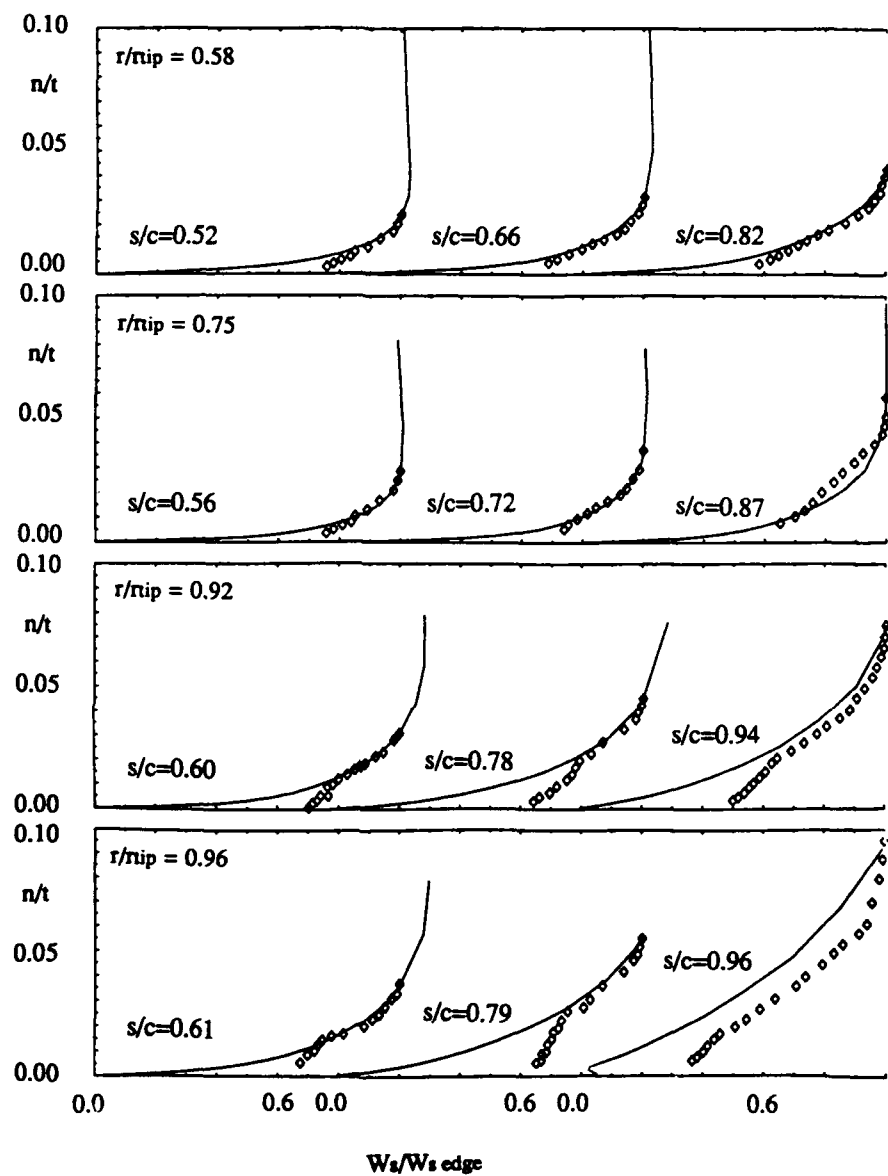 0.10
r/rtip = 0.58
n/t
0.05
s/c=0.52
s/c=0.66
s/c=0.82
0.00
0.10
r/rtip = 0.75
n/t
0.05
s/c=0.56
s/c=0.72
s/c=0.87
0.00
0.10
r/rtip = 0.92
n/t
0.05
s/c=0.60
s/c=0.78
s/c=0.94
0.00
0.10
r/rtip = 0.96
n/t
0.05
s/c=0.61
s/c=0.79
s/c=0.96
0.00
0.0 0.6 0.0 0.6 0.0 0.6
Ws/Ws edge